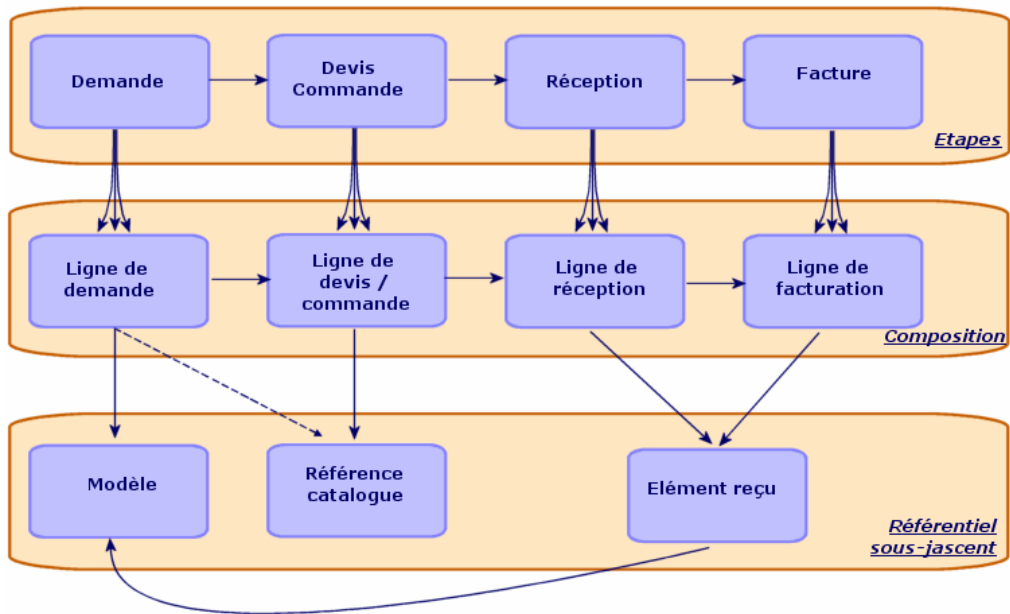 Demande
Devis
Commande
Réception
Facture
Etapes
Ligne de
demande
Ligne de
devis /
commande
Ligne de
réception
Ligne de
facturation
Composition
Modèle
Référence
catalogue
Elément reçu
Référentiel
sous-jascent